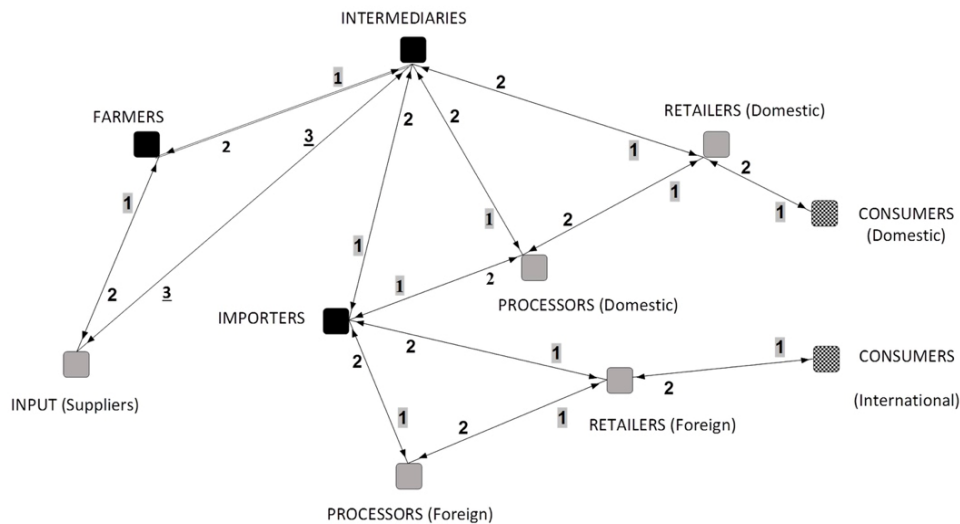 INTERMEDIARIES
1
2
FARMERS
2
2
RETAILERS (Domestic)
2
3
1
2
1
1
2
1
1
CONSUMERS
(Domestic)
2
1
1
2
2
3
1
PROCESSORS (Domestic)
IMPORTERS
2
1
1
CONSUMERS
2
2
(International)
INPUT (Suppliers)
1
2
1
RETAILERS (Foreign)
PROCESSORS (Foreign)